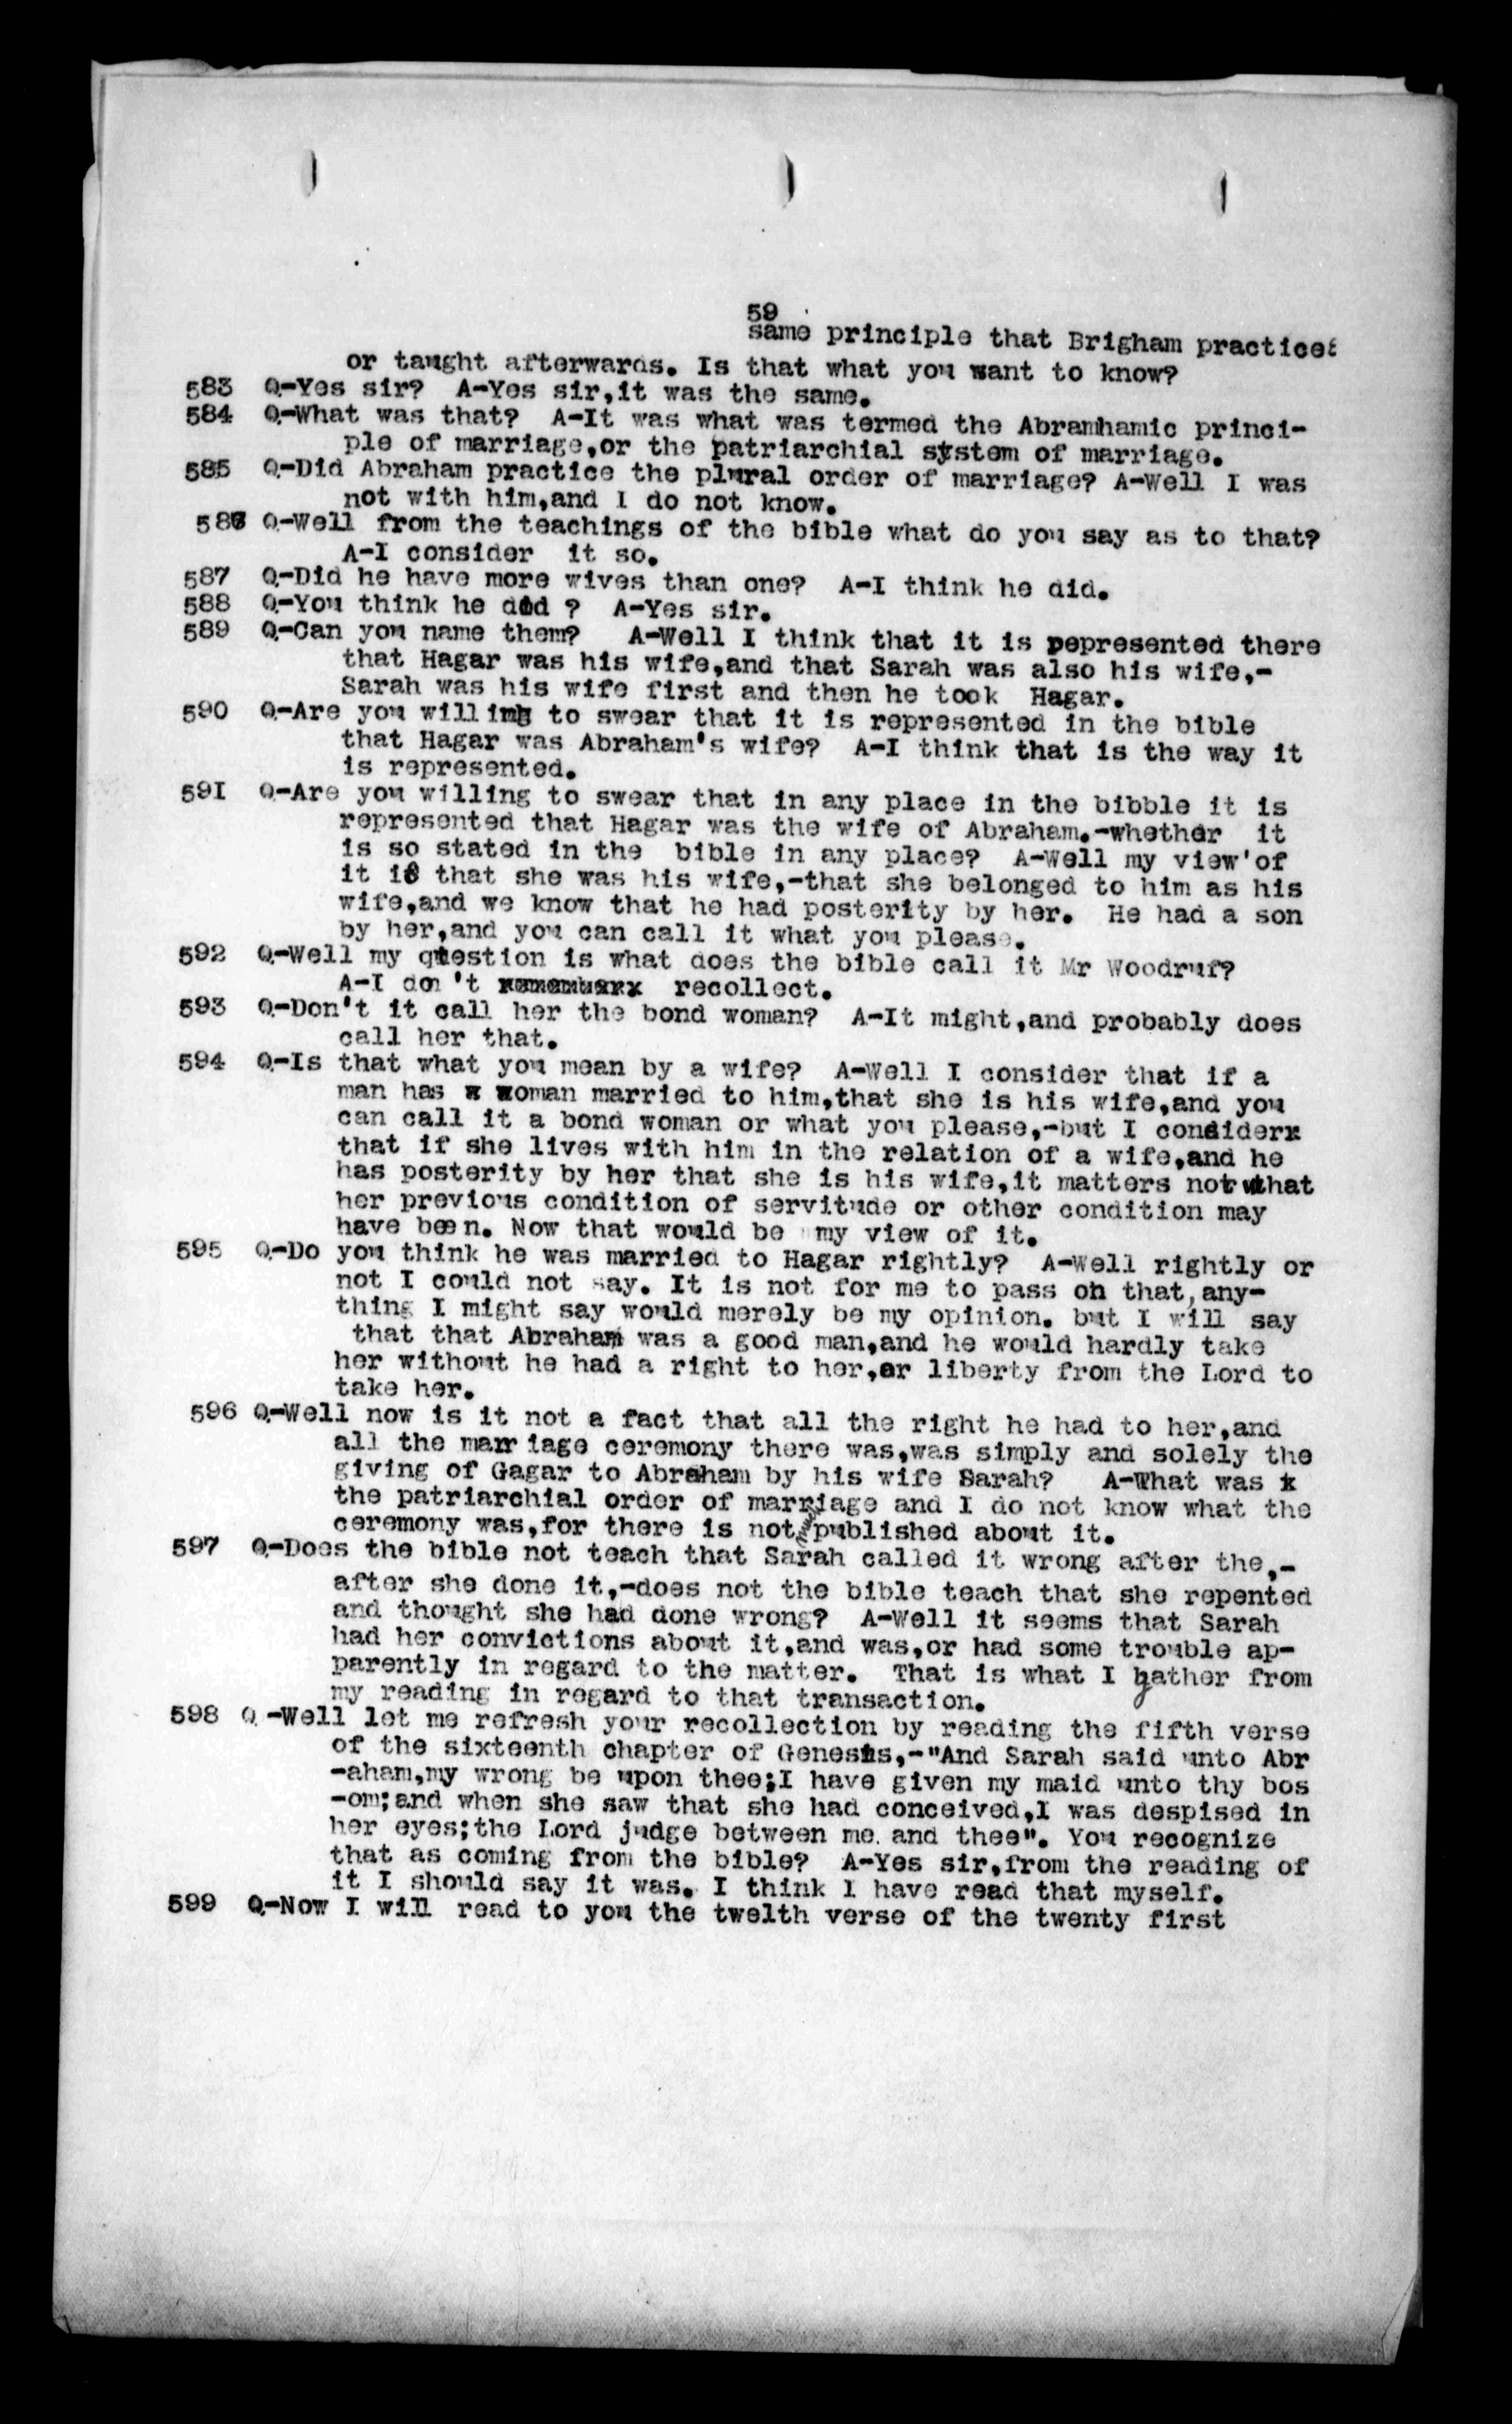 59
same principle that Brigham practiced
or taught afterwards. Is that what you want to know?
583 Q-Yes sir? A-Yes sir,it was the same.
584 Q-What was that? A-It was what was termed the Abramhamic princi-
ple of marriage,or the patriarchial system of marriage.
585 Q-Did Abraham practice the plural order of marriage? A-Well I was
not with him,and I do not know.
586 Q-Well from the teachings of the bible what do you say as to that?
A-I consider it so.
587 Q-Did he have more wives than one? A-I think he did.
588 Q-You think he did ? A-Yes sir.
589 Q-Can you name them? A-Well I think that it is represented there
that Hagar was his wife,and that Sarah was also his wife,-
Sarah was his wife first and then he took Hagar.
590 Q-Are you willing to swear that it is represented in the bible
that Hagar was Abraham's wife? A-I think that is the way it
is represented.
591 Q-Are you willing to swear that in any place in the bibble it is
represented that Hagar was the wife of Abraham.-whether it
is so stated in the bible in any place? A-Well my view'of
it is that she was his wife,-that she belonged to him as his
wife,and we know that he had posterity by her. He had a son
by her,and you can call it what you please.
592 Q-Well my question is what does the bible call it Mr Woodruf?
A-I don't recollect.
593 Q-Don't it call her the bond woman? A-It might,and probably does
call her that.
594 Q-Is that what you mean by a wife? A-Well I consider that if a
man has a woman married to him,that she is his wife,and you
can call it a bond woman or what you please,-but I considerx
that if she lives with him in the relation of a wife,and he
has posterity by her that she is his wife,it matters not what
her previous condition of servitude or other condition may
have been. Now that would be my view of it.
595 Q-Do you think he was married to Hagar rightly? A-Well rightly or
not I could not say. It is not for me to pass on that,any-
thing I might say would merely be my opinion. but I will say
that that Abraham was a good man,and he would hardly take
her without he had a right to her,or liberty from the Lord to
take her.
596 Q-Well now is it not a fact that all the right he had to her,and
all the marriage ceremony there was,was simply and solely the
giving of Gagar to Abraham by his wife Sarah? A-What was x
the patriarchial order of marriage and I do not know what the
ceremony was,for there is not much published about it.
597 Q-Does the bible not teach that Sarah called it wrong after the,-
after she done it,-does not the bible teach that she repented
and thought she had done wrong? A-Well it seems that Sarah
had her convictions about it,and was,or had some trouble ap-
parently in regard to the matter. That is what I gather from
my reading in regard to that transaction.
598 Q -Well let me refresh your recollection by reading the fifth verse
of the sixteenth chapter of Genesis,-"And Sarah said unto Abr
-aham,my wrong be upon thee;I have given my maid unto thy bos
-om;and when she saw that she had conceived,I was despised in
her eyes;the Lord judge between me and thee". You recognize
that as coming from the bible? A-Yes sir,from the reading of
it I should say it was. I think I have read that myself.
599 Q-Now I will read to you the twelth verse of the twenty first